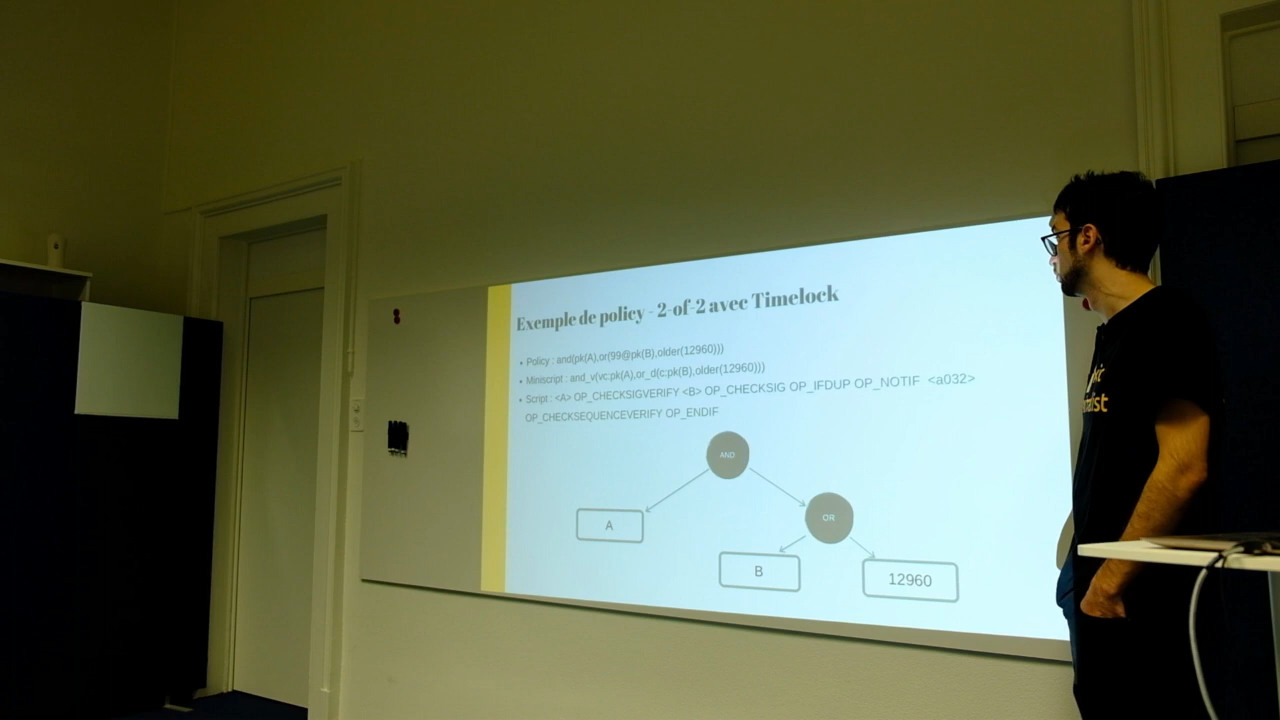 Exemple de policy - 2-of-2 avec Timelock
• Policy : and(pk(A),or(99@pk(B),older(12960)))
• Miniscript : and_v(vc:pk(A),or_d(c:pk(B),older(12960)))
• Script : <A> OP_CHECKSIGVERIFY <B> OP_CHECKSIG OP_IFDUP OP_NOTIF <a032>
OP_CHECKSEQUENCEVERIFY OP_ENDIF
AND
A
OR
B
12960